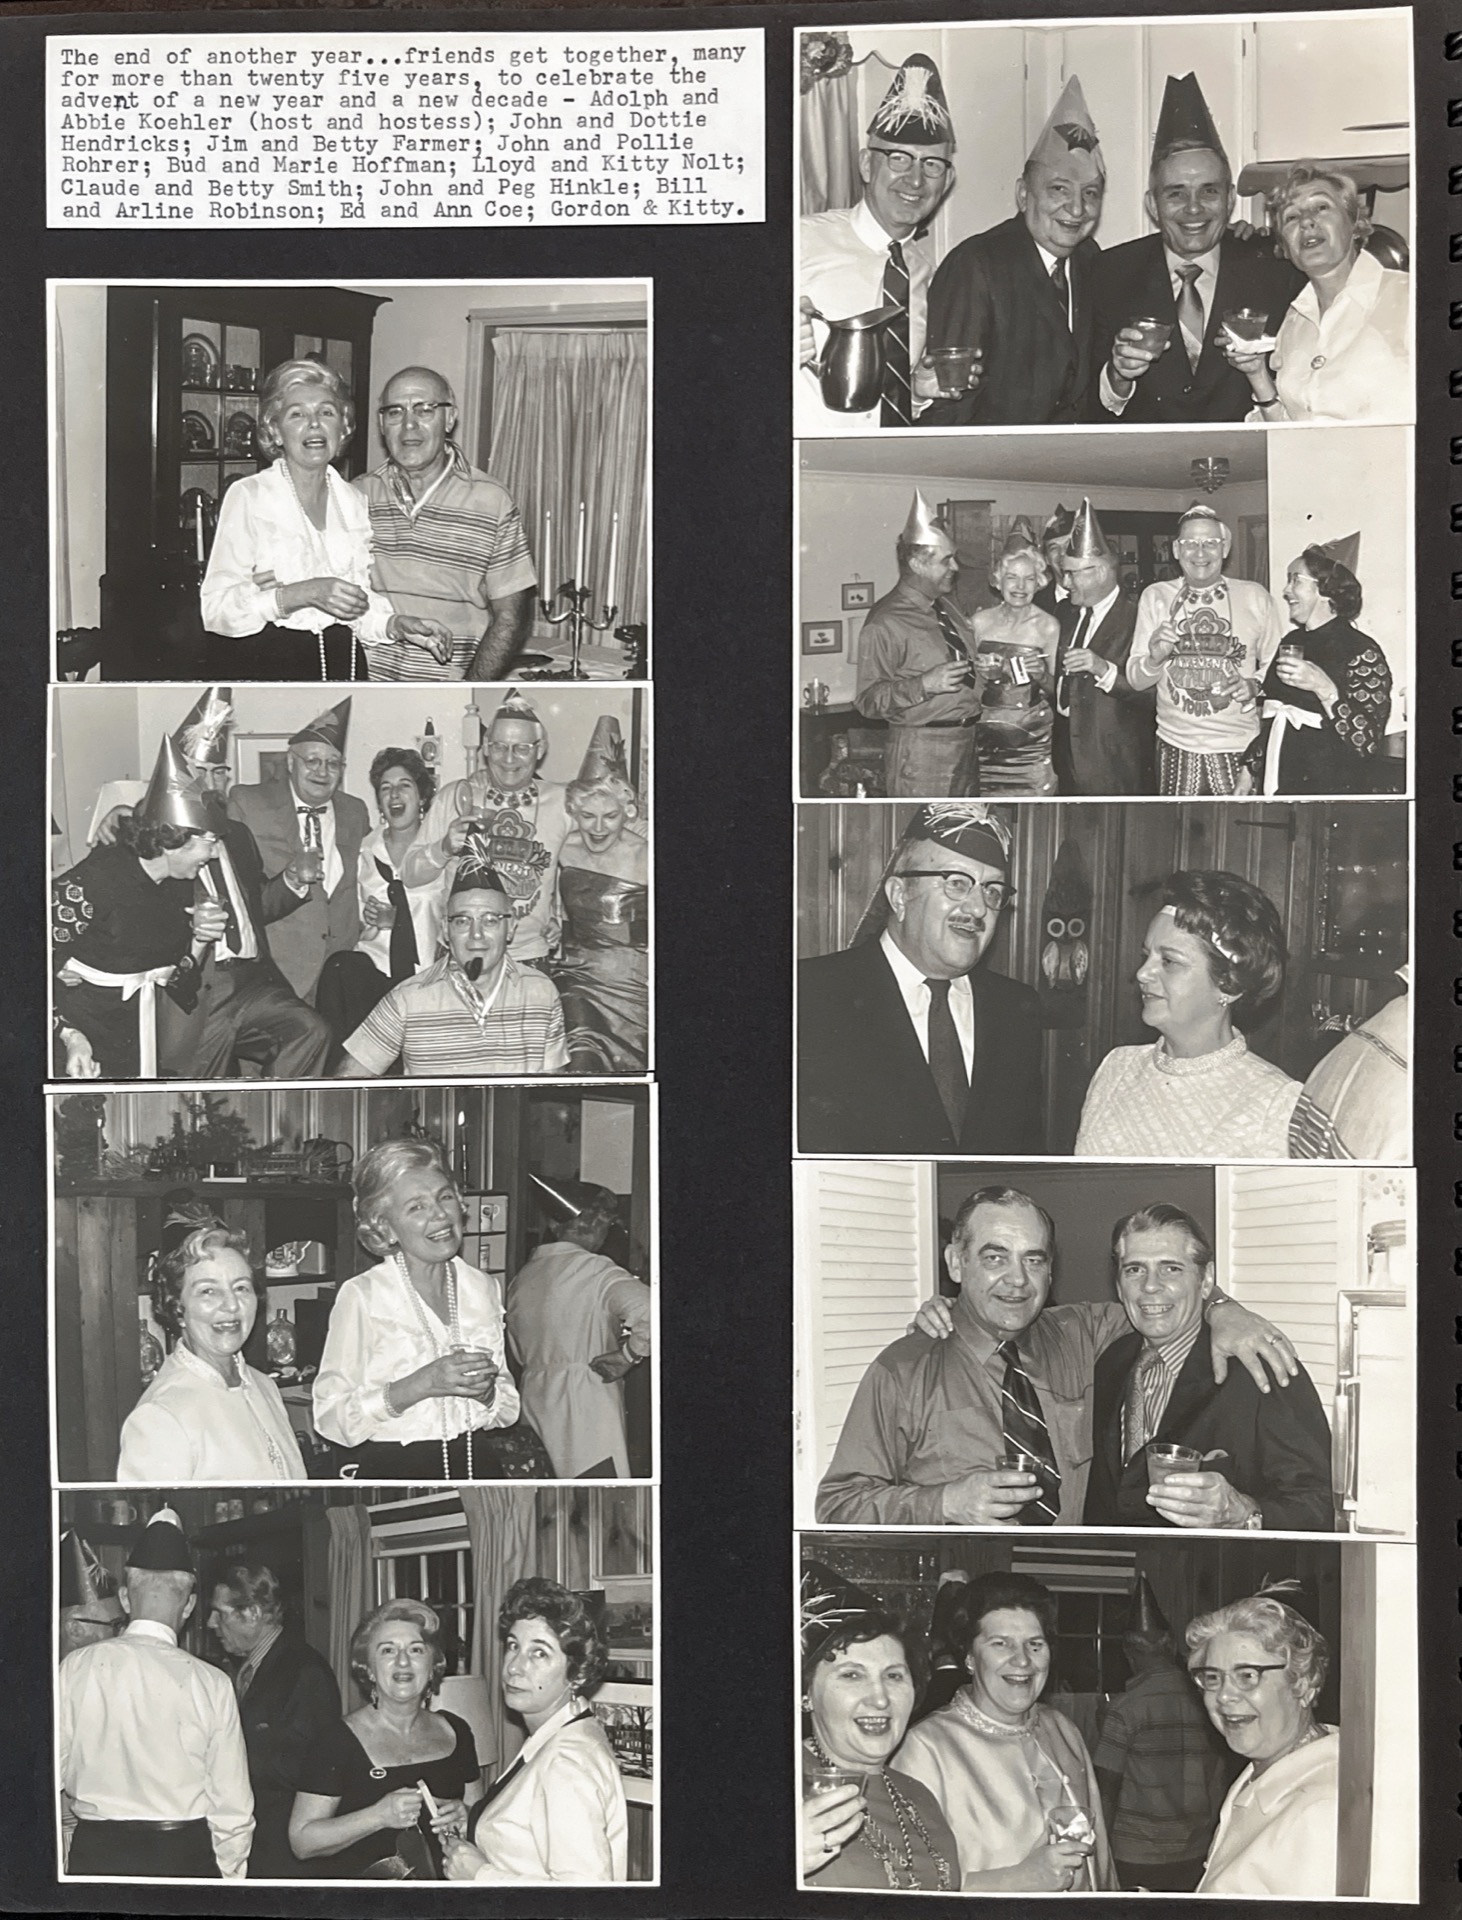 The end of another year...friends get together, many
for more than twenty five years, to celebrate the
advent of a new year and a new decade - Adolph and
Abbie Koehler (host and hostess); John and Dottie
Hendricks; Jim and Betty Farmer; John and Pollie
Rohrer; Bud and Marie Hoffman; Lloyd and Kitty Nolt;
Claude and Betty Smith; John and Peg Hinkle; Bill
and Arline Robinson; Ed and Ann Coe; Gordon & Kitty.